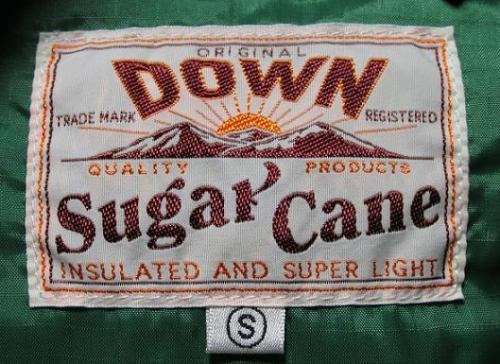 ORIGINAL
DOWN
TRADE MARK REGISTERED
QUALITY PRODUCTS
Sugar Cane
INSULATED AND SUPER LIGHT
S